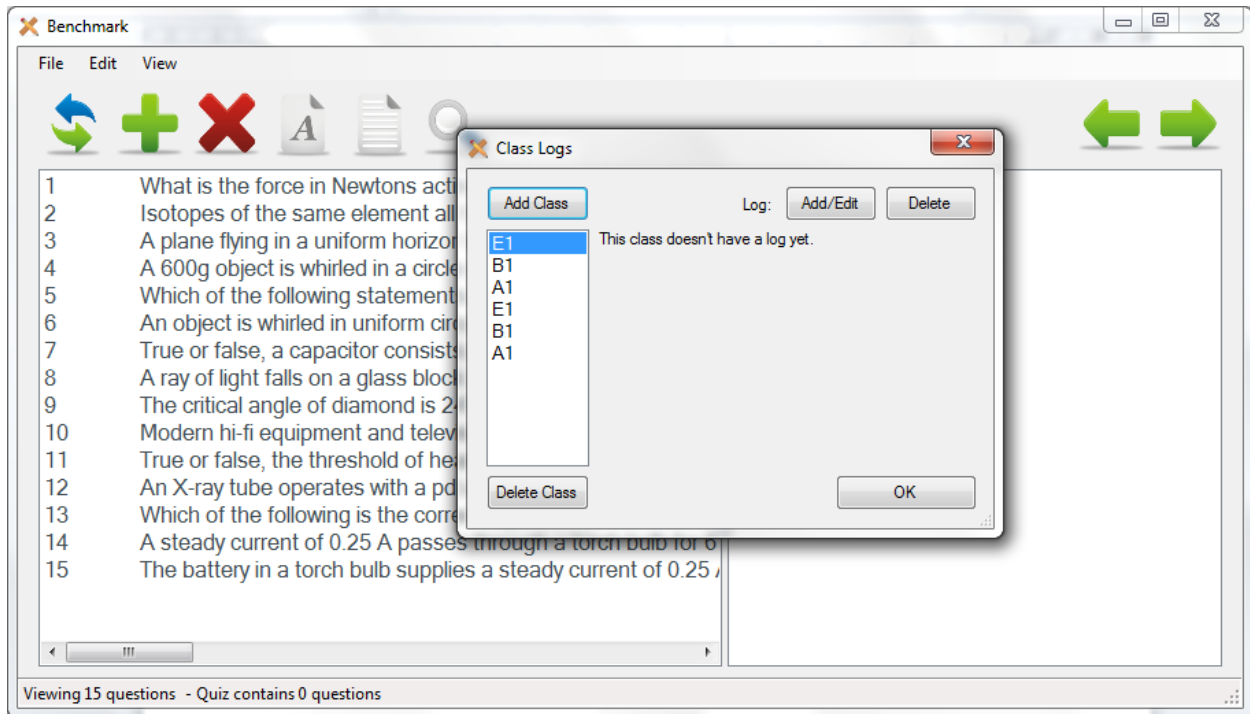 Benchmark
File Edit View
A
1 What is the force in Newtons acti
2 Isotopes of the same element all
3 A plane flying in a uniform horizon
4 A 600g object is whirled in a circle
5 Which of the following statement
6 An object is whirled in uniform circ
7 True or false, a capacitor consists
8 A ray of light falls on a glass block
9 The critical angle of diamond is 24
10 Modern hi-fi equipment and telev
11 True or false, the threshold of hea
12 An X-ray tube operates with a pd
13 Which of the following is the corre
14 A steady current of 0.25 A passes through a torch bulb for 6
15 The battery in a torch bulb supplies a steady current of 0.25 A
Class Logs
Add Class Log: Add/Edit Delete
E1 This class doesn't have a log yet.
B1
A1
E1
B1
A1
Delete Class OK
Viewing 15 questions - Quiz contains 0 questions